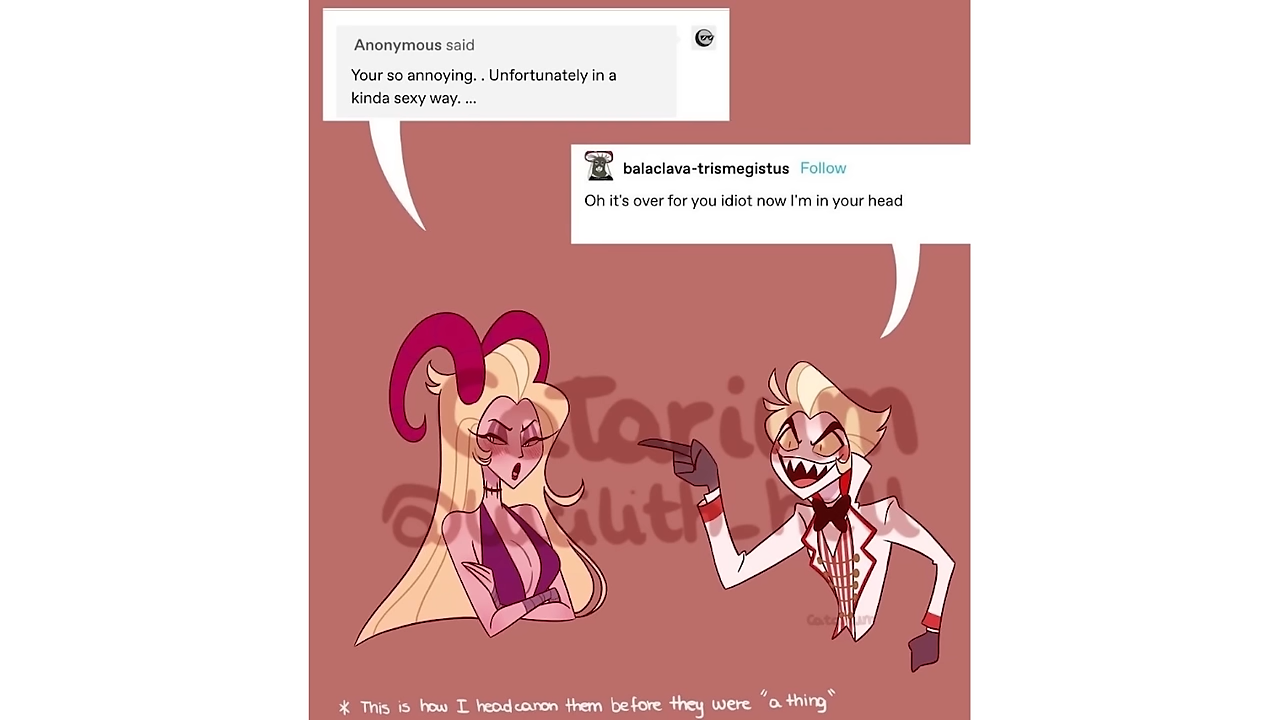 Anonymous said
Your so annoying. . Unfortunately in a
kinda sexy way. ...
balaclava-trismegistus Follow
Oh it's over for you idiot now I'm in your head
Catorium
* This is how I headcanon them before they were "a thing"